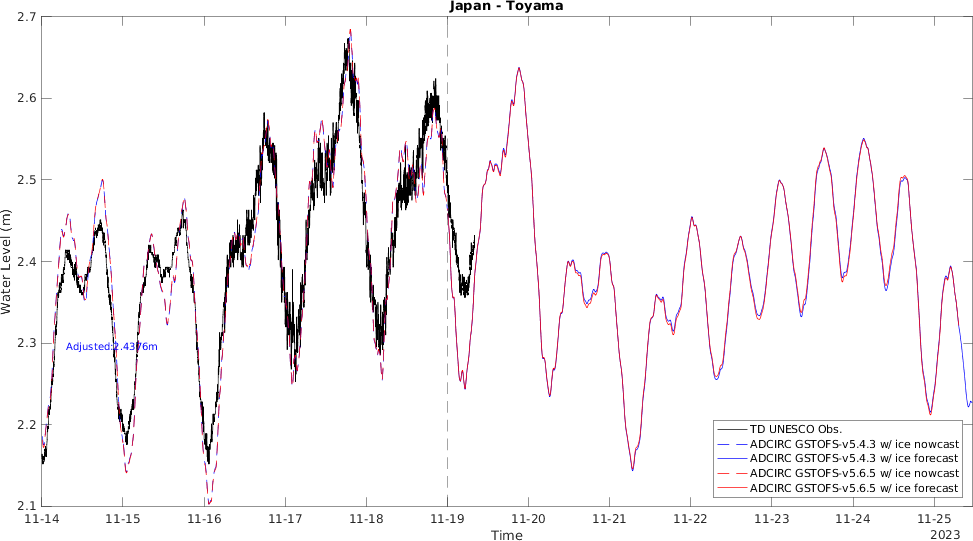 Japan - Toyama
Water Level (m)
2.7
2.6
2.5
2.4
2.3
2.2
2.1
Adjusted:2.4376m
TD UNESCO Obs.
ADCIRC GSTOFS-v5.4.3 w/ ice nowcast
ADCIRC GSTOFS-v5.4.3 w/ ice forecast
ADCIRC GSTOFS-v5.6.5 w/ ice nowcast
ADCIRC GSTOFS-v5.6.5 w/ ice forecast
11-14 11-15 11-16 11-17 11-18 11-19 11-20 11-21 11-22 11-23 11-24 11-25
Time
2023